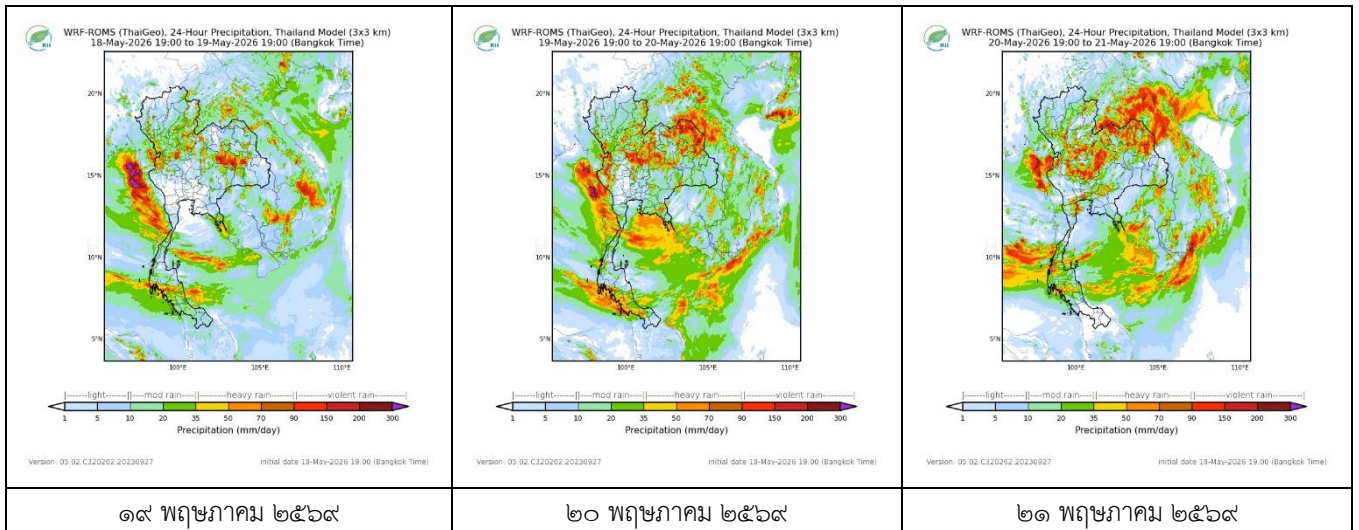 WRF-ROMS (ThaiGeo), 24-Hour Precipitation, Thailand Model (3x3 km)
18-May-2026 19:00 to 19-May-2026 19:00 (Bangkok Time)
20°N
15°N
10°N
5°N
100°E
105°E
110°E
light
mod.rain
heavy rain
violent rain
1 5 10 20 35 50 70 90 150 200 300
Precipitation (mm/day)
Version: 05.02.C320202.20230927
initial date 18-May-2026 19:00 (Bangkok Time)
๑๙ พฤษภาคม ๒๕๖๙
WRF-ROMS (ThaiGeo), 24-Hour Precipitation, Thailand Model (3x3 km)
19-May-2026 19:00 to 20-May-2026 19:00 (Bangkok Time)
20°N
15°N
10°N
5°N
100°E
105°E
110°E
light
mod.rain
heavy rain
violent rain
1 5 10 20 35 50 70 90 150 200 300
Precipitation (mm/day)
Version: 05.02.C320202.20230927
initial date 18-May-2026 19:00 (Bangkok Time)
๒๐ พฤษภาคม ๒๕๖๙
WRF-ROMS (ThaiGeo), 24-Hour Precipitation, Thailand Model (3x3 km)
20-May-2026 19:00 to 21-May-2026 19:00 (Bangkok Time)
20°N
15°N
10°N
5°N
100°E
105°E
110°E
light
mod.rain
heavy rain
violent rain
1 5 10 20 35 50 70 90 150 200 300
Precipitation (mm/day)
Version: 05.02.C320202.20230927
initial date 18-May-2026 19:00 (Bangkok Time)
๒๑ พฤษภาคม ๒๕๖๙